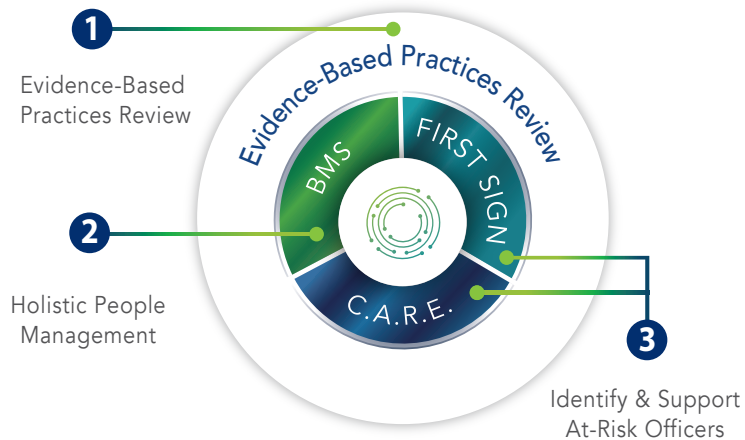 1
Evidence-Based
Practices Review
Evidence-Based Practices Review
BMS
FIRST SIGN
C.A.R.E.
2
Holistic People
Management
3
Identify & Support
At-Risk Officers